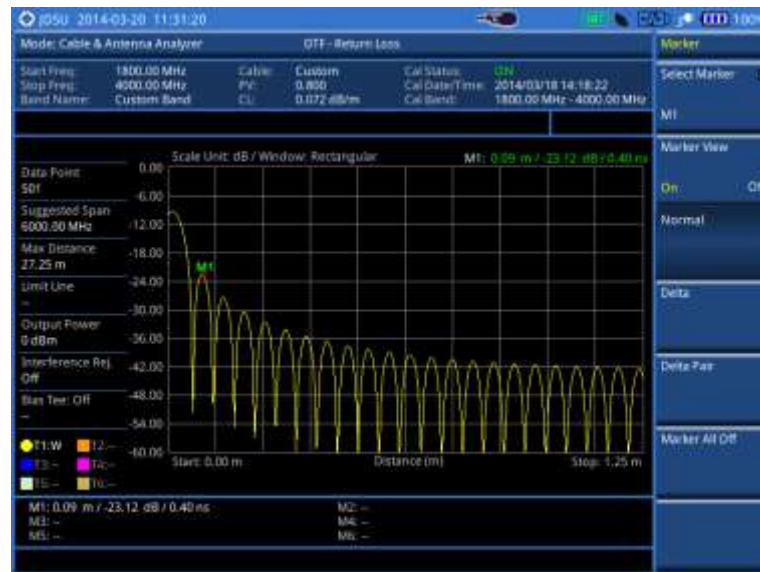 JDSU 2014-03-20 11:31:20
100%
Mode: Cable & Antenna Analyzer DTF - Return Loss
Marker
Start Freq: 1800.00 MHz Cable: Custom Cal Status: ON
Stop Freq: 4000.00 MHz PV: 0.800 Cal Date/Time: 2014/03/18 14:18:22
Band Name: Custom Band CL: 0.072 dB/m Cal Band: 1800.00 MHz - 4000.00 MHz
Select Marker
M1
Scale Unit: dB / Window: Rectangular M1: 0.09 m / -23.12 dB / 0.40 ns
Marker View
On
Data Point
501
Suggested Span
6000.00 MHz
Max Distance
27.25 m
Limit Line
--
Output Power
0 dBm
Interference Rej.
Off
Bias Tee: Off
--
0.00
-6.00
-12.00
-18.00
-24.00
-30.00
-36.00
-42.00
-48.00
-54.00
-60.00
M1
Normal
Delta
Delta Pair
Marker All Off
T1:W T2:--
T3:-- T4:--
T5:-- T6:--
Start: 0.00 m Distance (m) Stop: 1.25 m
M1: 0.09 m / -23.12 dB / 0.40 ns M2: --
M3: -- M4: --
M5: -- M6: --